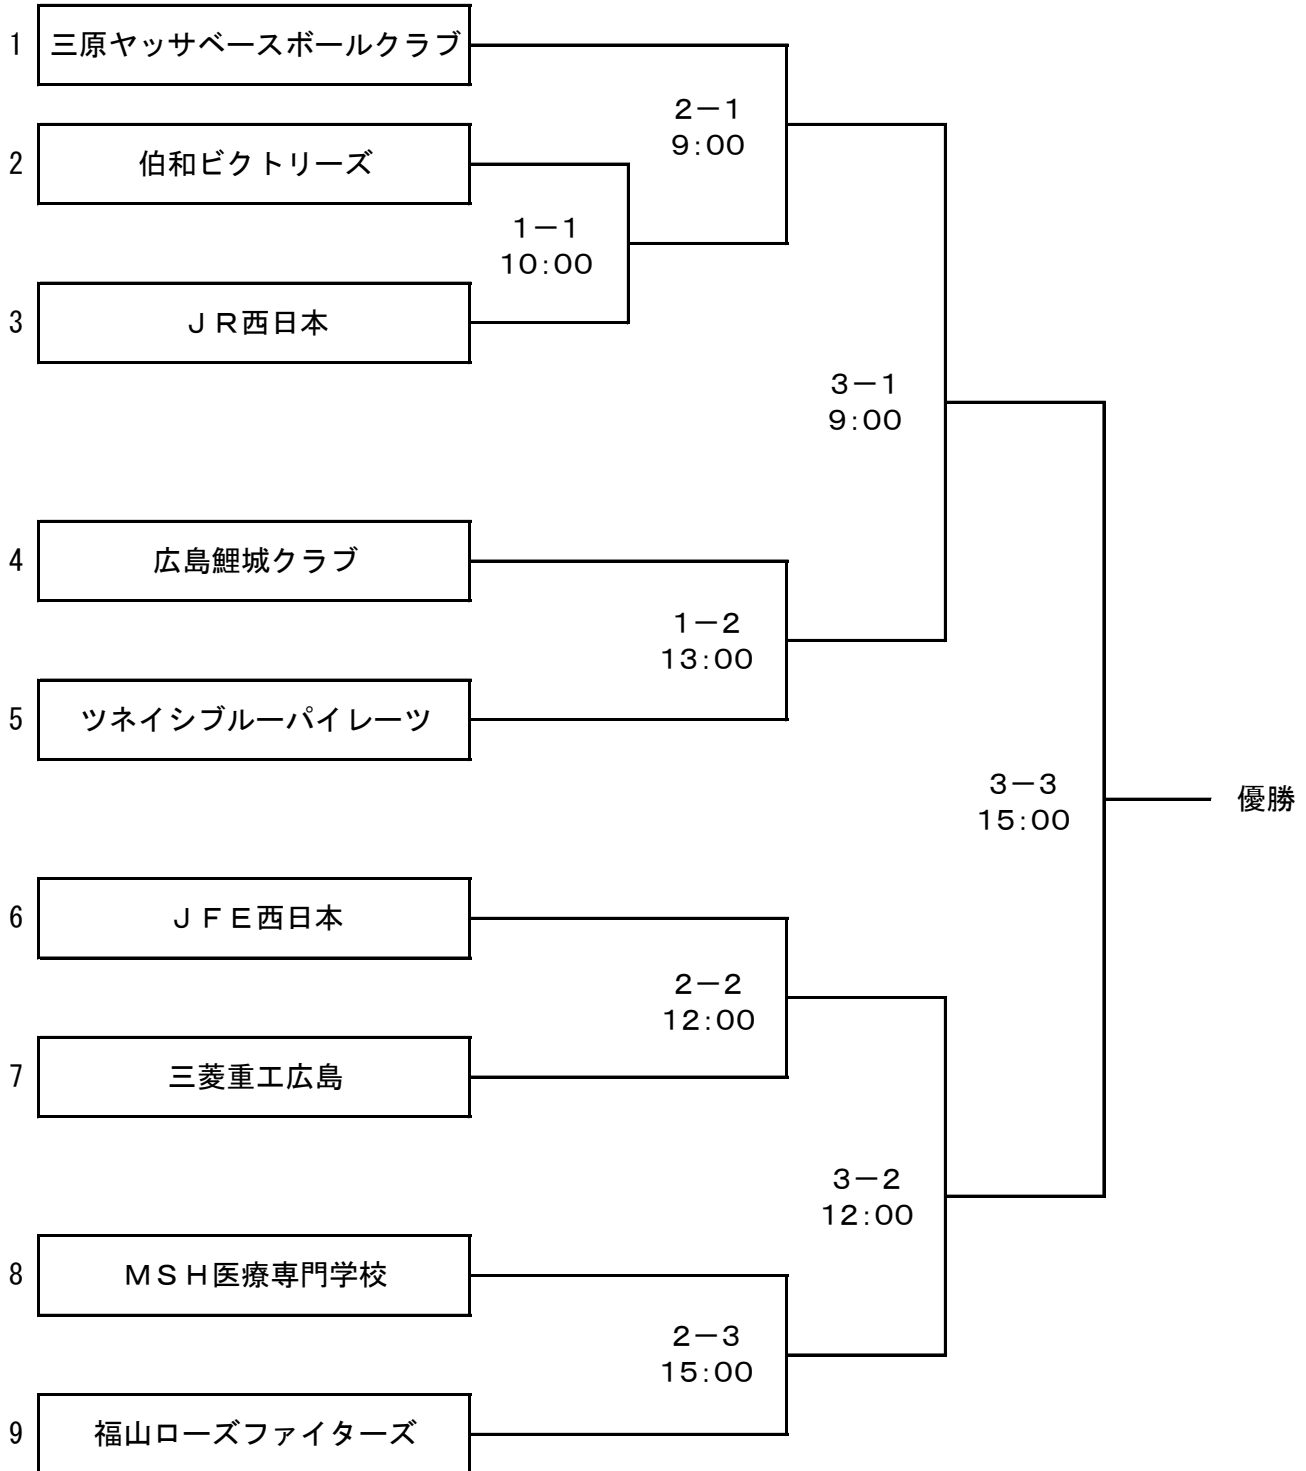 1 三原ヤッサベースボールクラブ
2－1
9：00
2 伯和ビクトリーズ
1－1
10：00
3 ＪＲ西日本
3－1
9：00
4 広島鯉城クラブ
1－2
13：00
5 ツネイシブルーパイレーツ
3－3
15：00
優勝
6 ＪＦＥ西日本
2－2
12：00
7 三菱重工広島
3－2
12：00
8 ＭＳＨ医療専門学校
2－3
15：00
9 福山ローズファイターズ